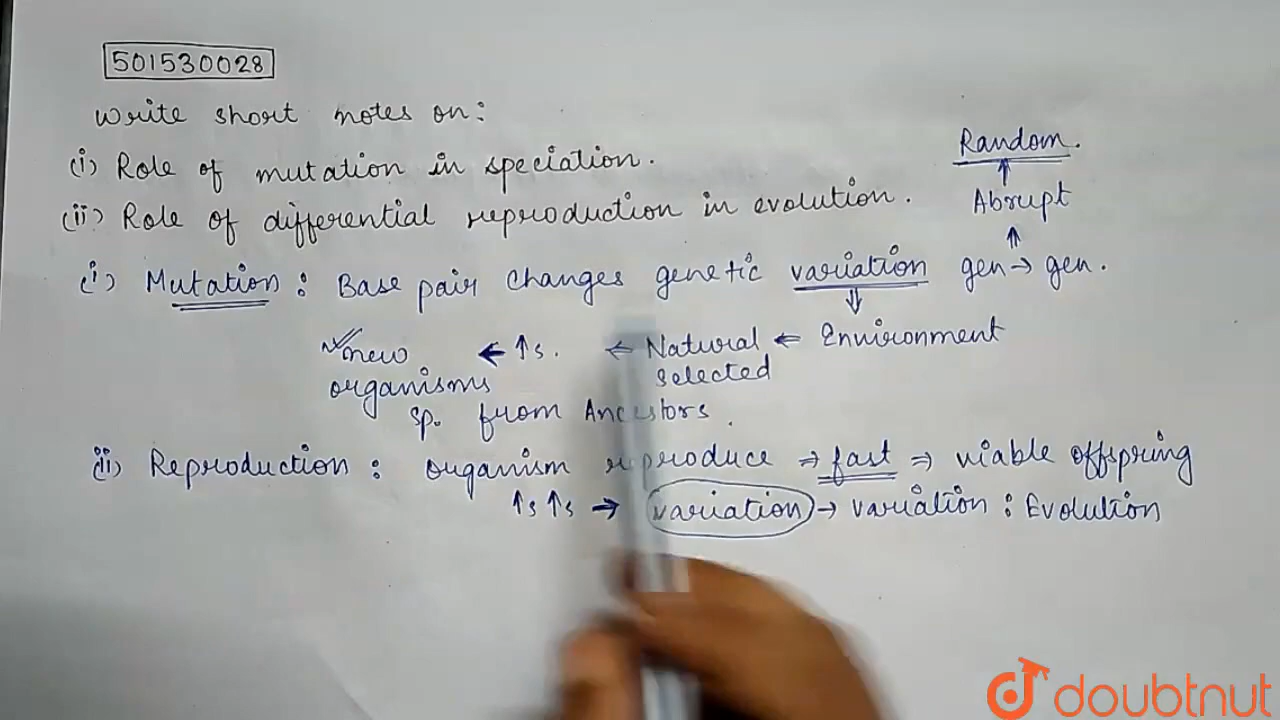 501530028
Write short notes on:
(i) Role of mutation in speciation.
(ii) Role of differential reproduction in evolution.
Random.
↑
Abrupt
⇑
(i) Mutation : Base pair changes genetic variation gen → gen.
⇓
new ← ↑s. ⇐ Natural ⇐ Environment
organisms selected
sp. from Ancestors.
(ii) Reproduction : organism reproduce ⇒ fast ⇒ viable offspring
↑s ↑s → variation → variation : Evolution
doubtnut